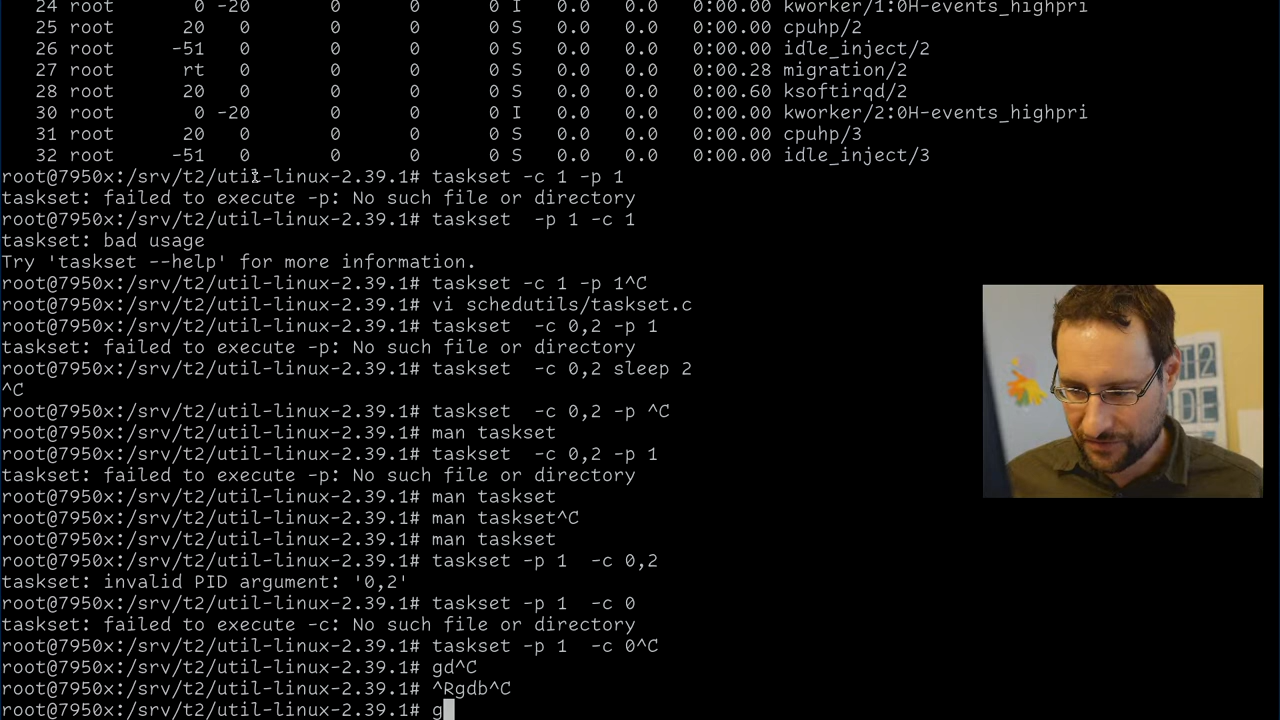 24 root 0 -20 0 0 0 I 0.0 0.0 0:00.00 kworker/1:0H-events_highpri
25 root 20 0 0 0 0 S 0.0 0.0 0:00.00 cpuhp/2
26 root -51 0 0 0 0 S 0.0 0.0 0:00.00 idle_inject/2
27 root rt 0 0 0 0 S 0.0 0.0 0:00.28 migration/2
28 root 20 0 0 0 0 S 0.0 0.0 0:00.60 ksoftirqd/2
30 root 0 -20 0 0 0 I 0.0 0.0 0:00.00 kworker/2:0H-events_highpri
31 root 20 0 0 0 0 S 0.0 0.0 0:00.00 cpuhp/3
32 root -51 0 0 0 0 S 0.0 0.0 0:00.00 idle_inject/3
root@7950x:/srv/t2/util-linux-2.39.1# taskset -c 1 -p 1
taskset: failed to execute -p: No such file or directory
root@7950x:/srv/t2/util-linux-2.39.1# taskset  -p 1 -c 1
taskset: bad usage
Try 'taskset --help' for more information.
root@7950x:/srv/t2/util-linux-2.39.1# taskset -c 1 -p 1^C
root@7950x:/srv/t2/util-linux-2.39.1# vi schedutils/taskset.c
root@7950x:/srv/t2/util-linux-2.39.1# taskset  -c 0,2 -p 1
taskset: failed to execute -p: No such file or directory
root@7950x:/srv/t2/util-linux-2.39.1# taskset  -c 0,2 sleep 2
^C
root@7950x:/srv/t2/util-linux-2.39.1# taskset  -c 0,2 -p ^C
root@7950x:/srv/t2/util-linux-2.39.1# man taskset
root@7950x:/srv/t2/util-linux-2.39.1# taskset  -c 0,2 -p 1
taskset: failed to execute -p: No such file or directory
root@7950x:/srv/t2/util-linux-2.39.1# man taskset
root@7950x:/srv/t2/util-linux-2.39.1# man taskset^C
root@7950x:/srv/t2/util-linux-2.39.1# man taskset
root@7950x:/srv/t2/util-linux-2.39.1# taskset -p 1  -c 0,2
taskset: invalid PID argument: '0,2'
root@7950x:/srv/t2/util-linux-2.39.1# taskset -p 1  -c 0
taskset: failed to execute -c: No such file or directory
root@7950x:/srv/t2/util-linux-2.39.1# taskset -p 1  -c 0^C
root@7950x:/srv/t2/util-linux-2.39.1# gd^C
root@7950x:/srv/t2/util-linux-2.39.1# ^Rgdb^C
root@7950x:/srv/t2/util-linux-2.39.1# g